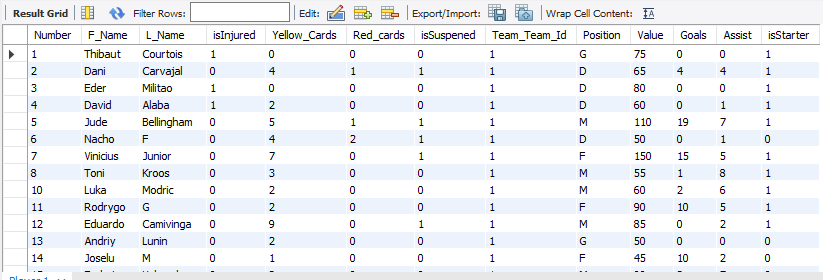 Result Grid Filter Rows: Edit: Export/Import: Wrap Cell Content:
Number F_Name L_Name isInjured Yellow_Cards Red_cards isSuspened Team_Team_Id Position Value Goals Assist isStarter
1 Thibaut Courtois 1 0 0 0 1 G 75 0 0 1
2 Dani Carvajal 0 4 1 1 1 D 65 4 4 1
3 Eder Militao 1 0 0 0 1 D 80 0 0 1
4 David Alaba 1 2 0 0 1 D 60 0 1 1
5 Jude Bellingham 0 5 1 1 1 M 110 19 7 1
6 Nacho F 0 4 2 1 1 D 50 0 1 0
7 Vinicius Junior 0 7 0 1 1 F 150 15 5 1
8 Toni Kroos 0 3 0 0 1 M 55 1 8 1
10 Luka Modric 0 2 0 0 1 M 60 2 6 1
11 Rodrygo G 0 2 0 0 1 F 90 10 5 1
12 Eduardo Camivinga 0 9 0 1 1 M 85 0 2 1
13 Andriy Lunin 0 2 0 0 1 G 50 0 0 0
14 Joselu M 0 1 0 0 1 F 45 10 2 0